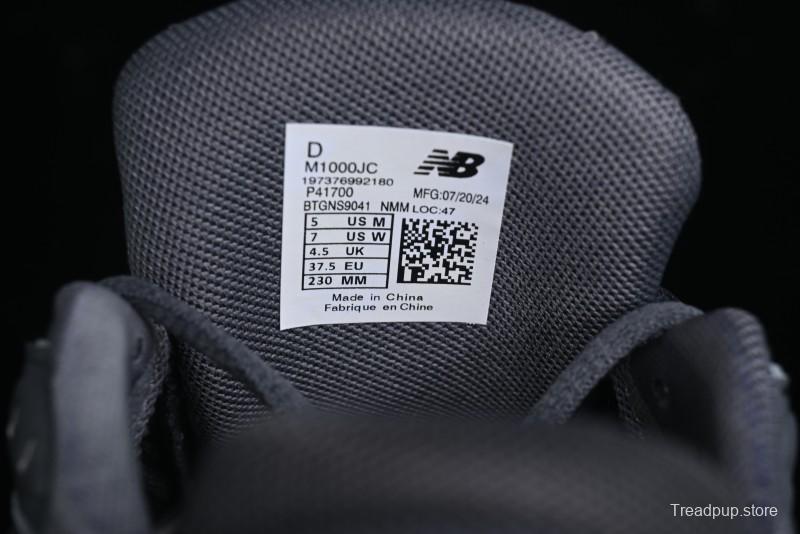 D
M1000JC
NB
197376992180
P41700 MFG:07/20/24
BTGNS9041 NMM LOC:47
5 US M
7 US W
4.5 UK
37.5 EU
230 MM
Made in China
Fabrique en Chine
Treadpup.store